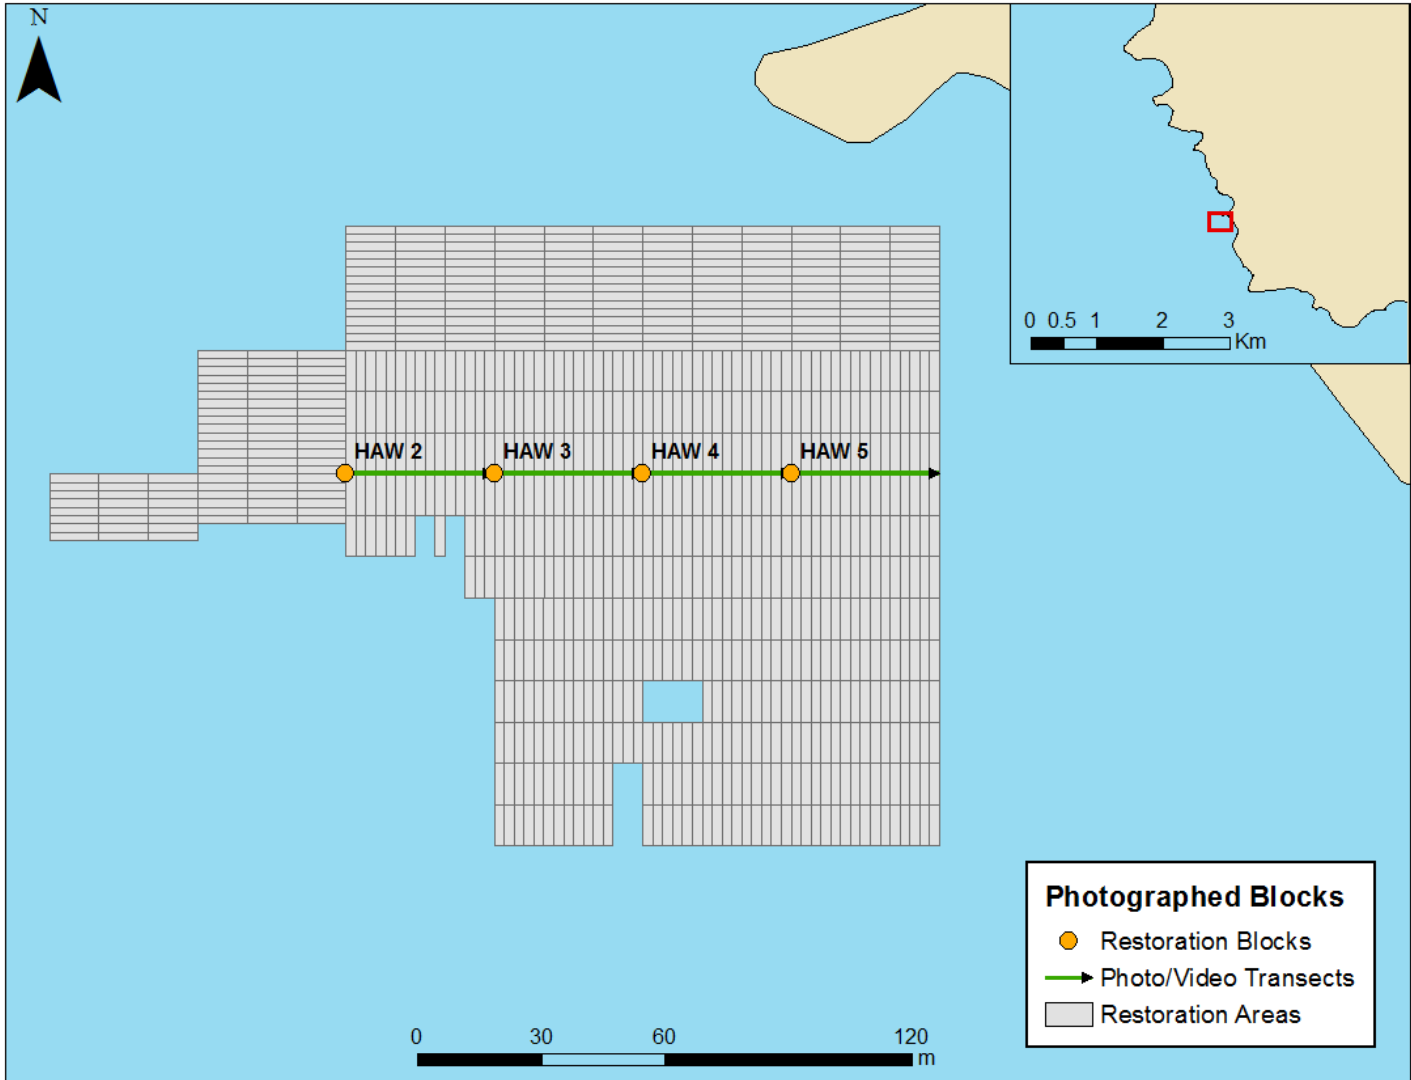 N
0 0.5 1 2 3
Km
HAW 2 HAW 3 HAW 4 HAW 5
Photographed Blocks
Restoration Blocks
Photo/Video Transects
Restoration Areas
0 30 60 120
m